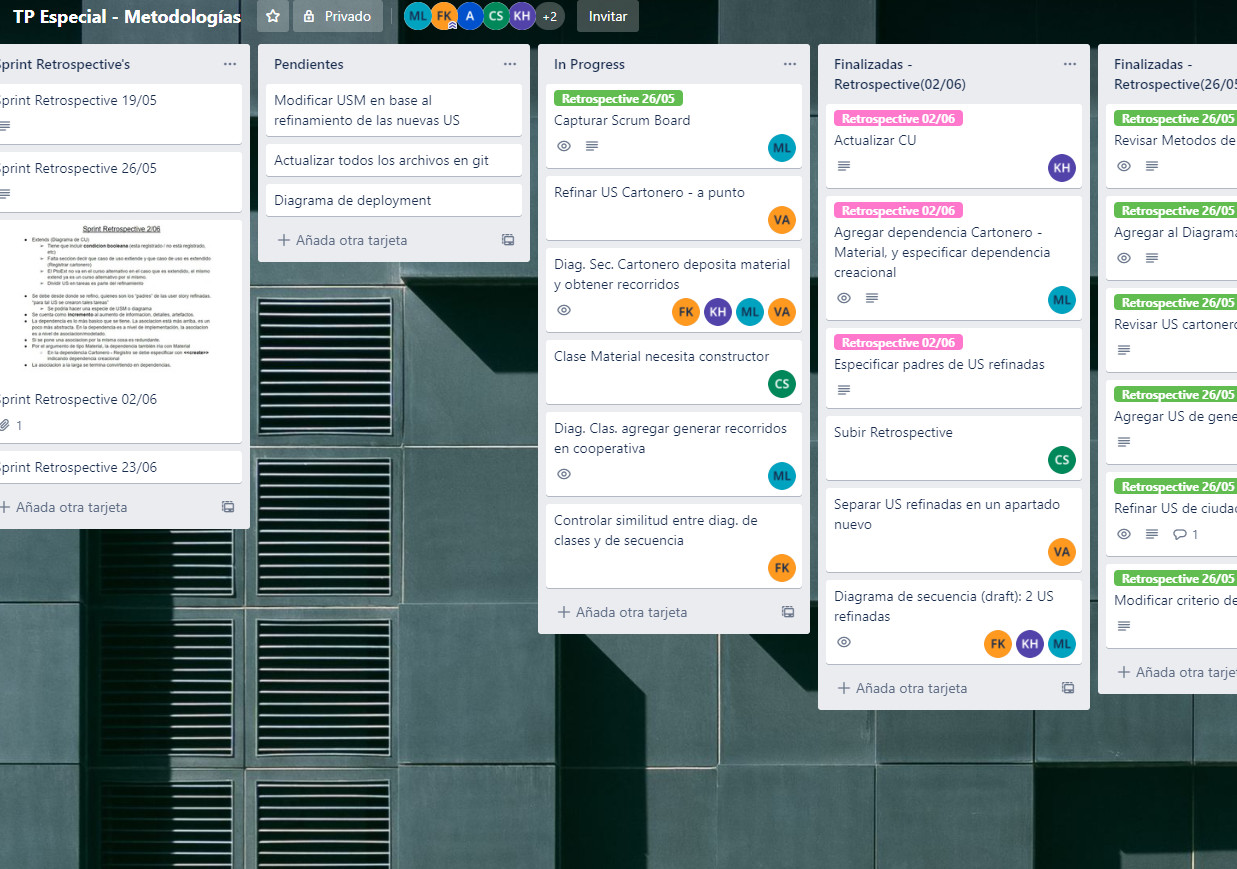 TP Especial - Metodologías
Privado
ML
FK
A
CS
KH
+2
Invitar
Sprint Retrospective's
Sprint Retrospective 19/05
Sprint Retrospective 26/05
Sprint Retrospective 2/06
Extends (Diagrama de CU)
Tiene que incluir condicion booleana (esta registrado / no está registrado, etc)
Falta seccion decir que caso de uso extiende y que caso de uso es extendido (Registrar cartonero)
El PtoExt no va en el curso alternativo en el caso que es extendido, el mismo extend ya es un curso alternativo por si mismo.
Dividir US en tareas es parte del refinamiento
Se debe desde donde se refino, quienes son los "padres" de las user story refinadas. "para tal US se crearon tales tareas"
Se podria hacer una especie de USM o diagrama
Se cuenta como incremento al aumento de informacion, detalles, artefactos.
La dependencia es lo mas basico que se tiene. La asociacion está más arriba, es un poco más abstracta. En la dependencia es a nivel de implementación, la asociacion es a nivel de asociacion/modelado.
Si se pone una asociacion por la misma cosa es redundante.
Por el argumento de tipo Material, la dependencia también iria con Material
En la dependencia Cartonero - Registro se debe especificar con <<create>> indicando dependencia creacional
La asociacion a la larga se termina convirtiendo en dependencias.
Sprint Retrospective 02/06
1
Sprint Retrospective 23/06
Añada otra tarjeta
Pendientes
Modificar USM en base al
refinamiento de las nuevas US
Actualizar todos los archivos en git
Diagrama de deployment
Añada otra tarjeta
In Progress
Retrospective 26/05
Capturar Scrum Board
ML
Refinar US Cartonero - a punto
VA
Diag. Sec. Cartonero deposita material
y obtener recorridos
FK
KH
ML
VA
Clase Material necesita constructor
CS
Diag. Clas. agregar generar recorridos
en cooperativa
ML
Controlar similitud entre diag. de
clases y de secuencia
FK
Añada otra tarjeta
Finalizadas -
Retrospective(02/06)
Retrospective 02/06
Actualizar CU
KH
Retrospective 02/06
Agregar dependencia Cartonero -
Material, y especificar dependencia
creacional
ML
Retrospective 02/06
Especificar padres de US refinadas
Subir Retrospective
CS
Separar US refinadas en un apartado
nuevo
VA
Diagrama de secuencia (draft): 2 US
refinadas
FK
KH
ML
Añada otra tarjeta
Finalizadas -
Retrospective(26/05
Retrospective 26/05
Revisar Metodos de
Retrospective 26/05
Agregar al Diagrama
Retrospective 26/05
Revisar US cartonero
Retrospective 26/05
Agregar US de gene
Retrospective 26/05
Refinar US de ciudad
1
Retrospective 26/05
Modificar criterio de
Añada otra tarjet